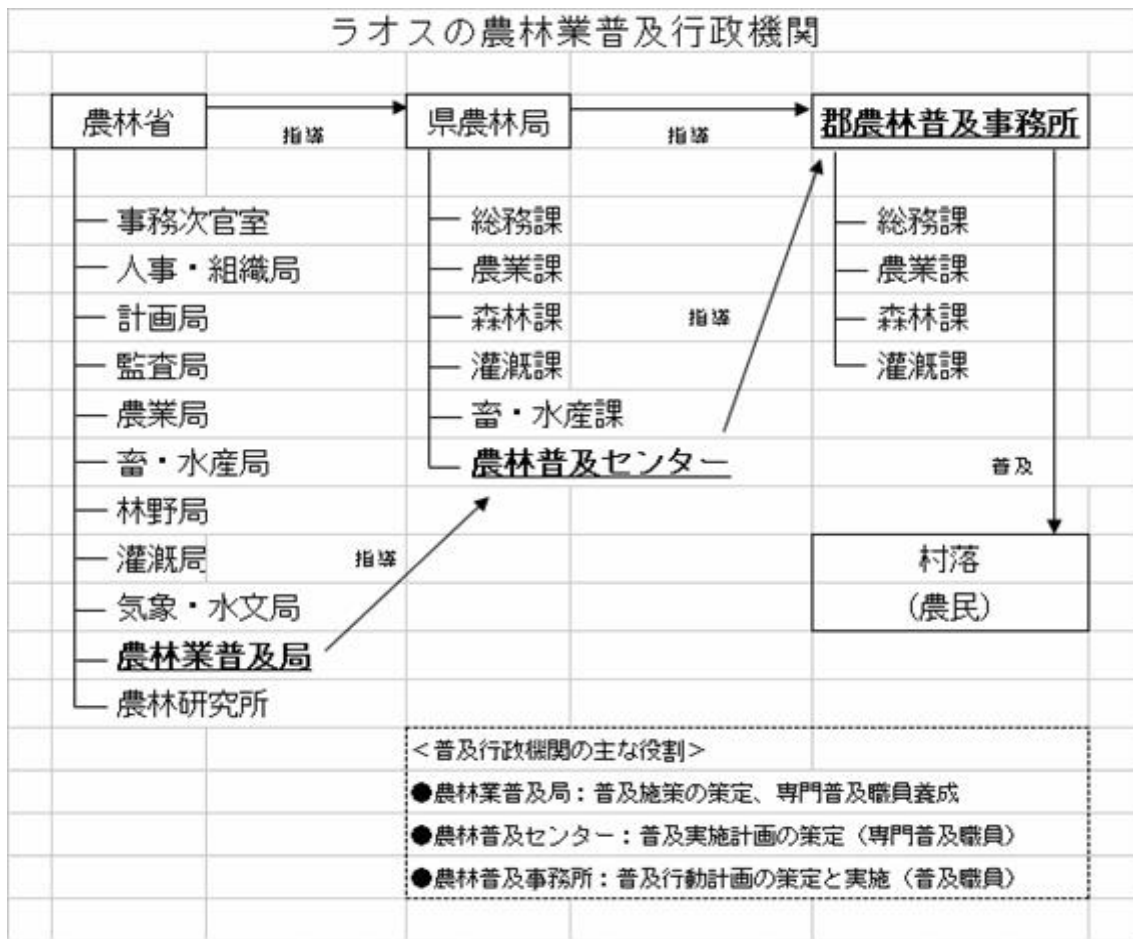 ラオスの農林業普及行政機関
農林省
指導
県農林局
指導
郡農林普及事務所
事務次官室
人事・組織局
計画局
監査局
農業局
畜・水産局
林野局
灌漑局
気象・水文局
農林業普及局
農林研究所
指導
総務課
農業課
森林課
灌漑課
畜・水産課
農林普及センター
指導
総務課
農業課
森林課
灌漑課
普及
村落
(農民)
<普及行政機関の主な役割>
●農林業普及局：普及施策の策定、専門普及職員養成
●農林普及センター：普及実施計画の策定（専門普及職員）
●農林普及事務所：普及行動計画の策定と実施（普及職員）